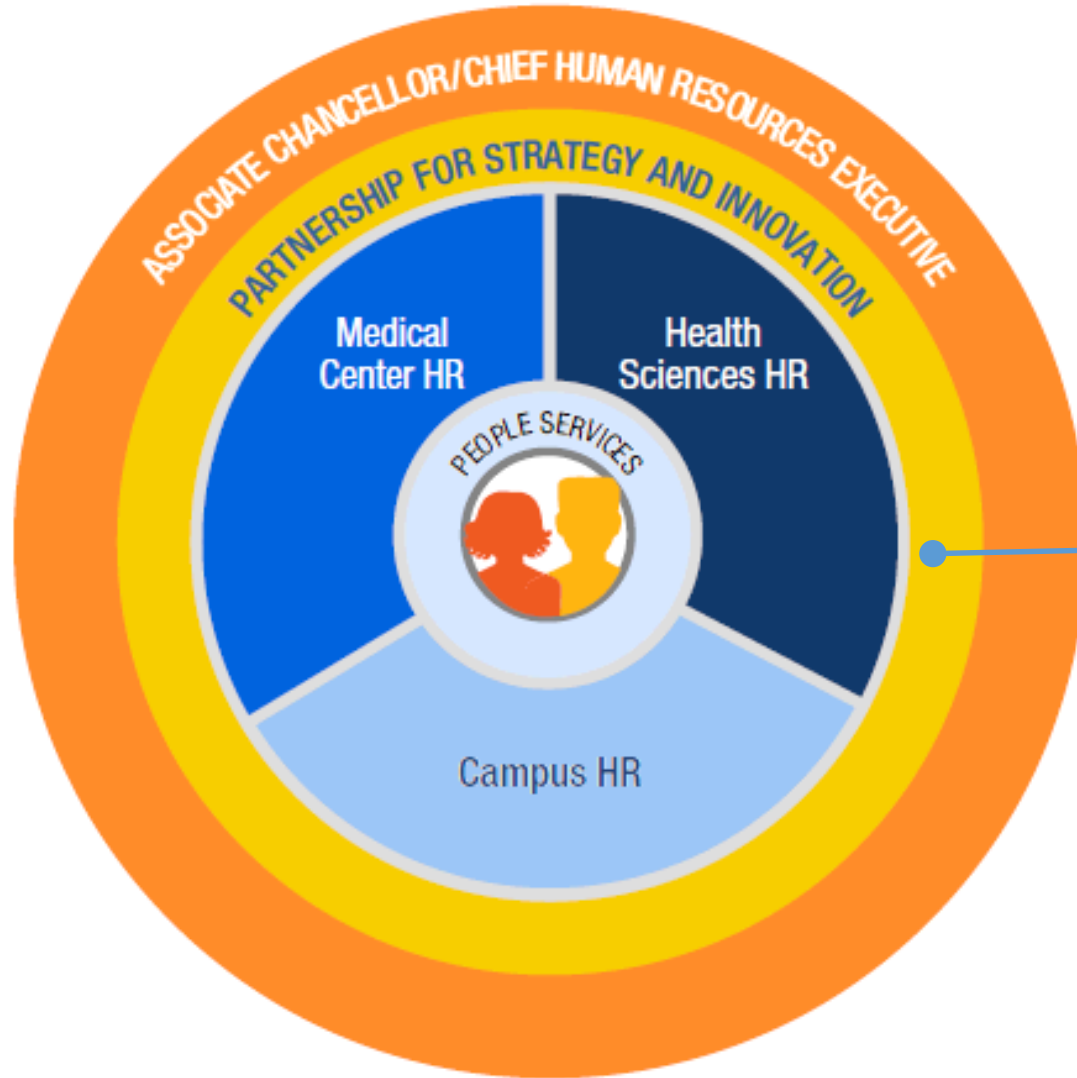 ASSOCIATE CHANCELLOR/CHIEF HUMAN RESOURCES EXECUTIVE
PARTNERSHIP FOR STRATEGY AND INNOVATION
Medical
Center HR
Health
Sciences HR
PEOPLE SERVICES
Campus HR